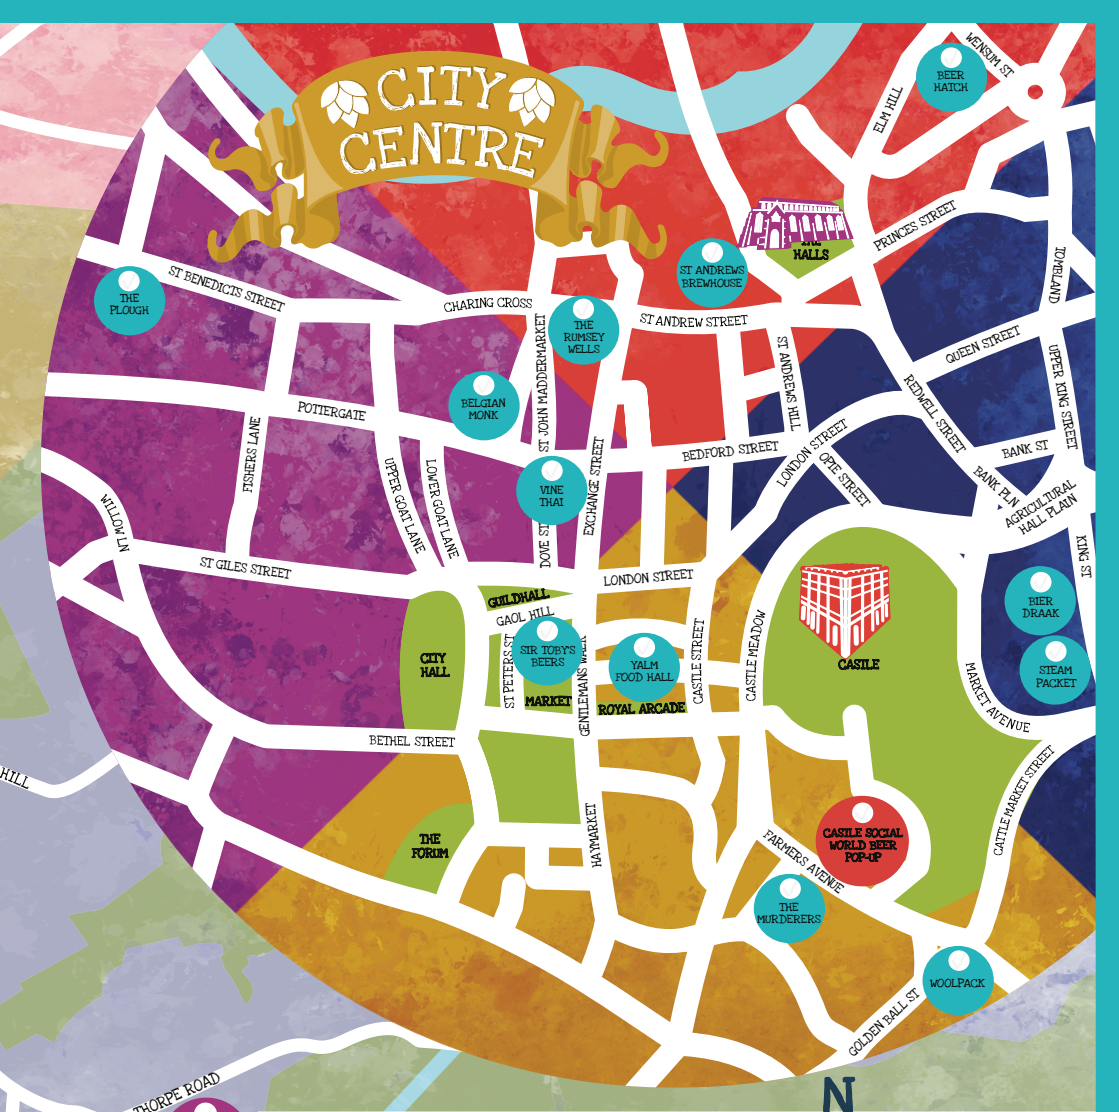 CITY
CENTRE
WENSUM ST
BEER
HATCH
ELM HILL
PRINCES STREET
HALLS
ST ANDREWS
BREWHOUSE
TOMBLAND
ST BENEDICTS STREET
THE
PLOUGH
CHARING CROSS
THE
RUMSEY
WELLS
ST ANDREW STREET
QUEEN STREET
ST JOHN MADDERMARKET
ST ANDREWS HILL
UPPER KING STREET
REDWELL STREET
BELGIAN
MONK
POTTERGATE
FISHERS LANE
UPPER GOAT LANE
LOWER GOAT LANE
EXCHANGE STREET
BEDFORD STREET
LONDON STREET
OPIE STREET
BANK ST
BANK PLN
AGRICULTURAL
HALL PLAIN
VINE
THAI
DOVE ST
WILLOW LN
ST GILES STREET
LONDON STREET
KING ST
GUILDHALL
GAOL HILL
BIER
DRAAK
CITY
HALL
ST PETERS ST
SIR TOBY'S
BEERS
GENTLEMANS WALK
YALM
FOOD HALL
CASTLE STREET
CASTLE MEADOW
CASTLE
STEAM
PACKET
MARKET
ROYAL ARCADE
MARKET AVENUE
BETHEL STREET
HILL
THE
FORUM
HAYMARKET
CASTLE SOCIAL
WORLD BEER
POP-UP
CATTLE MARKET STREET
FARMERS AVENUE
THE
MURDERERS
WOOLPACK
GOLDEN BALL ST
THORPE ROAD
N